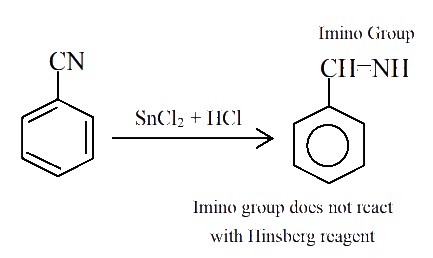 Imino Group
CN
CH=NH
SnCl₂ + HCl
Imino group does not react
with Hinsberg reagent